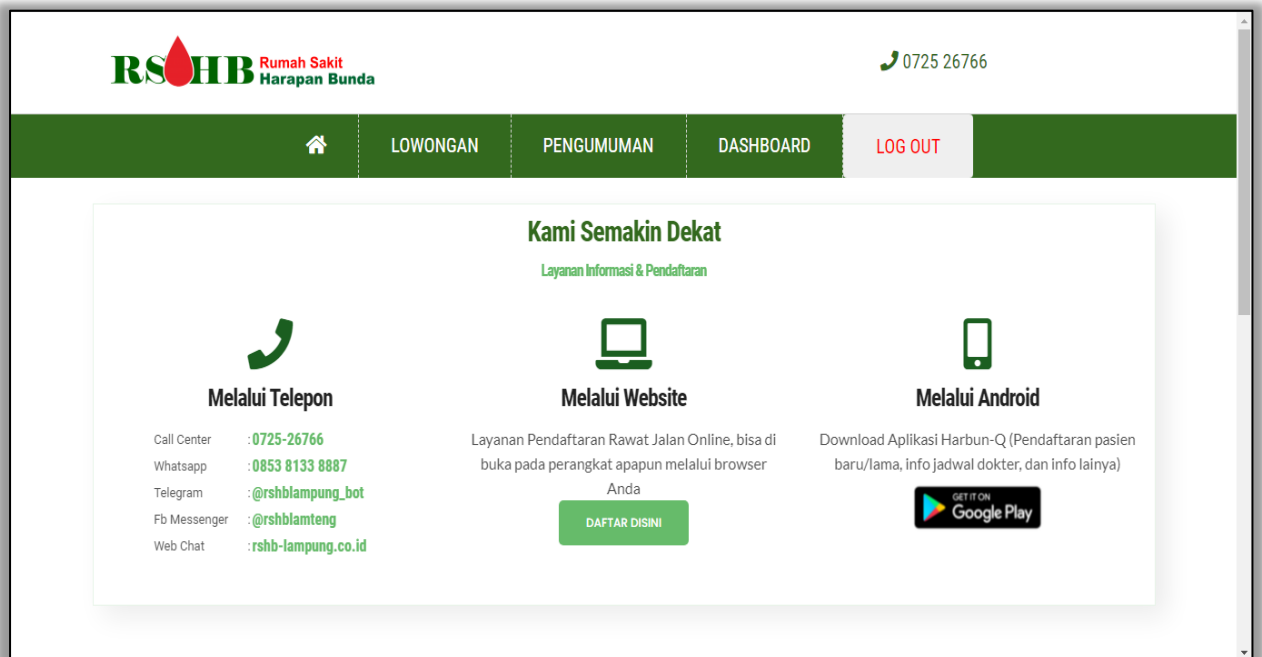 RSHB Rumah Sakit
Harapan Bunda
0725 26766
LOWONGAN
PENGUMUMAN
DASHBOARD
LOG OUT
Kami Semakin Dekat
Layanan Informasi & Pendaftaran
Melalui Telepon
Call Center : 0725-26766
Whatsapp : 0853 8133 8887
Telegram : @rshblampung_bot
Fb Messenger : @rshblamteng
Web Chat : rshb-lampung.co.id
Melalui Website
Layanan Pendaftaran Rawat Jalan Online, bisa di
buka pada perangkat apapun melalui browser
Anda
DAFTAR DISINI
Melalui Android
Download Aplikasi Harbun-Q (Pendaftaran pasien
baru/lama, info jadwal dokter, dan info lainya)
GET IT ON
Google Play